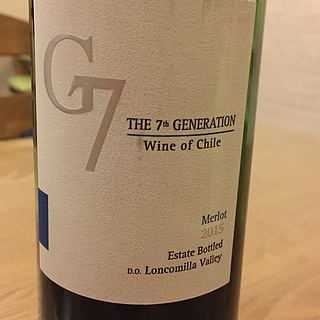 G7
THE 7th GENERATION
Wine of Chile
Merlot
2015
Estate Bottled
D.O. Loncomilla Valley